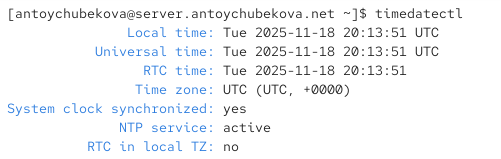 [antoychubekova@server.antoychubekova.net ~]$ timedatectl
Local time: Tue 2025-11-18 20:13:51 UTC
Universal time: Tue 2025-11-18 20:13:51 UTC
RTC time: Tue 2025-11-18 20:13:51
Time zone: UTC (UTC, +0000)
System clock synchronized: yes
NTP service: active
RTC in local TZ: no